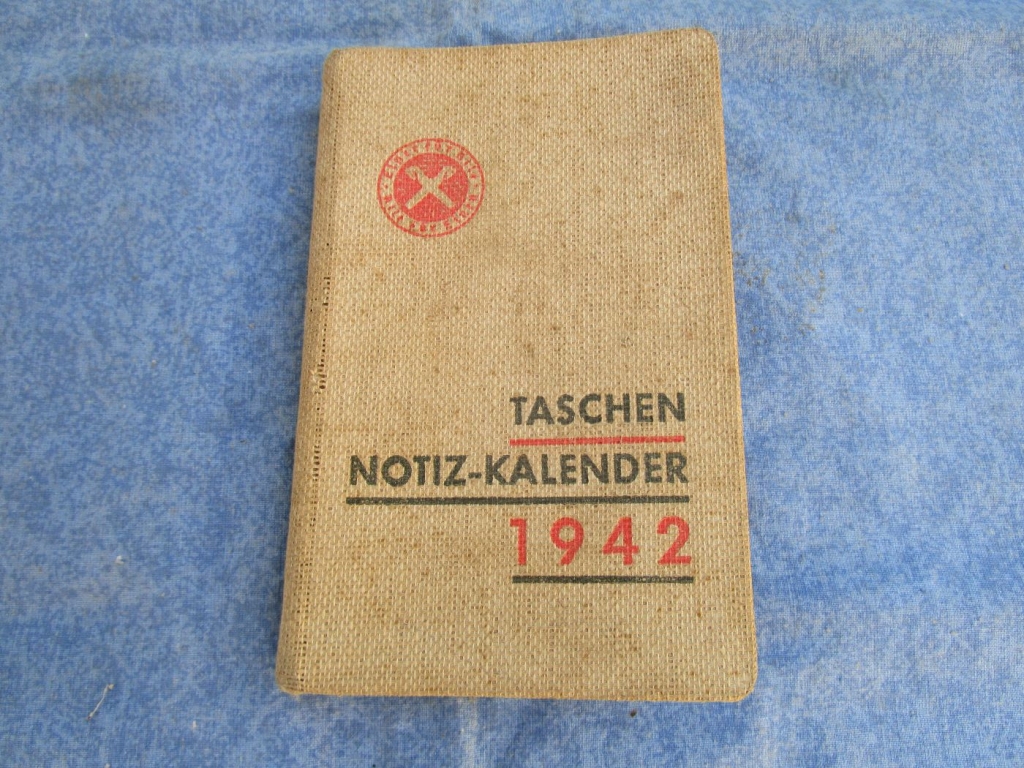 TASCHEN
NOTIZ-KALENDER
1942